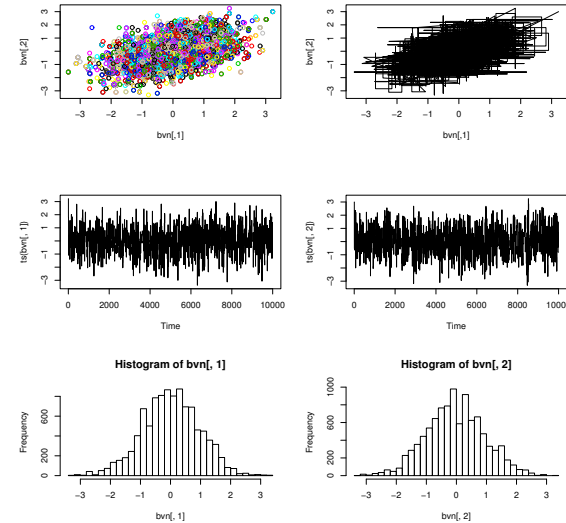 bvn[,2]
3
1
-1
-3
-3 -2 -1 0 1 2 3
bvn[,1]
bvn[,2]
3
2
1
-1
-3
-3 -2 -1 0 1 2 3
bvn[,1]
ts(bvn[, 1])
3
2
1
-1
-3
0 2000 4000 6000 8000 10000
Time
ts(bvn[, 2])
3
2
1
-1
-3
0 2000 4000 6000 8000 10000
Time
Histogram of bvn[, 1]
Frequency
600
200
0
-3 -2 -1 0 1 2 3
bvn[, 1]
Histogram of bvn[, 2]
Frequency
1000
600
200
0
-3 -2 -1 0 1 2 3
bvn[, 2]